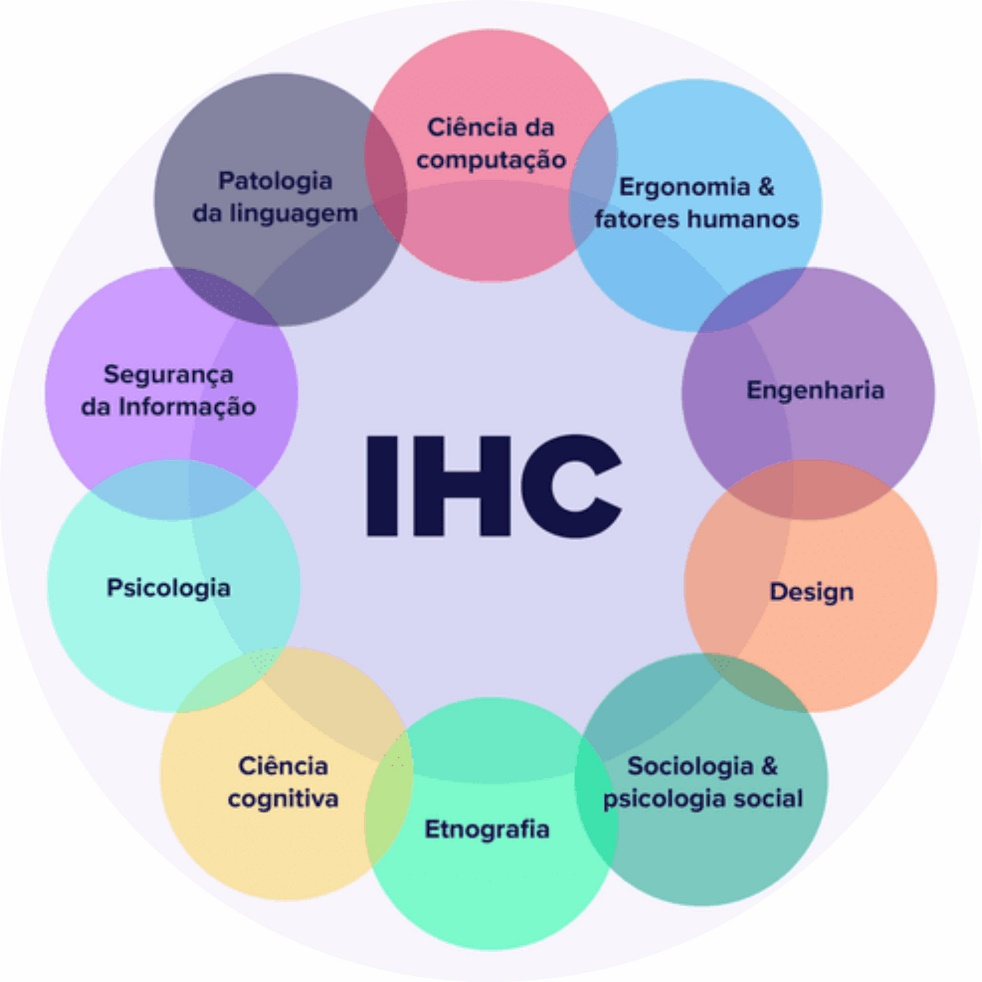 Ciência da
computação
Ergonomia &
fatores humanos
Engenharia
Design
Sociologia &
psicologia social
Etnografia
Ciência
cognitiva
Psicologia
Segurança
da Informação
Patologia
da linguagem
IHC